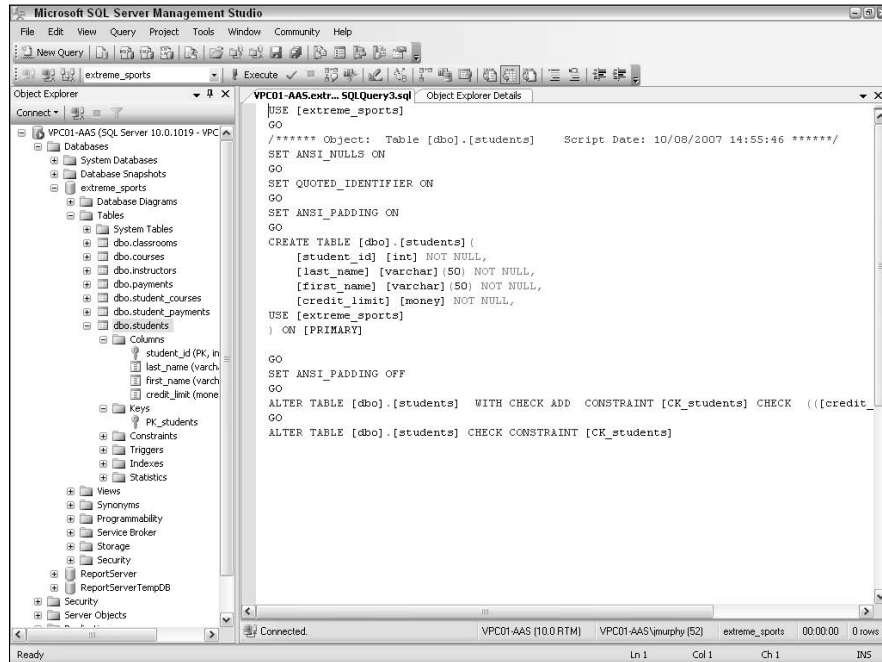 Microsoft SQL Server Management Studio
File Edit View Query Project Tools Window Community Help
New Query
extreme_sports
Execute
Object Explorer
Connect
VPC01-AAS (SQL Server 10.0.1019 - VPC
Databases
System Databases
Database Snapshots
extreme_sports
Database Diagrams
Tables
System Tables
dbo.classrooms
dbo.courses
dbo.instructors
dbo.payments
dbo.student_courses
dbo.student_payments
dbo.students
Columns
student_id (PK, in
last_name (varch
first_name (varch
credit_limit (mone
Keys
PK_students
Constraints
Triggers
Indexes
Statistics
Views
Synonyms
Programmability
Service Broker
Storage
Security
ReportServer
ReportServerTempDB
Security
Server Objects
VPC01-AAS.extr... SQLQuery3.sql Object Explorer Details
USE [extreme_sports]
GO
/****** Object: Table [dbo].[students] Script Date: 10/08/2007 14:55:46 ******/
SET ANSI_NULLS ON
GO
SET QUOTED_IDENTIFIER ON
GO
SET ANSI_PADDING ON
GO
CREATE TABLE [dbo].[students](
[student_id] [int] NOT NULL,
[last_name] [varchar](50) NOT NULL,
[first_name] [varchar](50) NOT NULL,
[credit_limit] [money] NOT NULL,
USE [extreme_sports]
) ON [PRIMARY]
GO
SET ANSI_PADDING OFF
GO
ALTER TABLE [dbo].[students] WITH CHECK ADD CONSTRAINT [CK_students] CHECK (([credit_
GO
ALTER TABLE [dbo].[students] CHECK CONSTRAINT [CK_students]
Connected. VPC01-AAS (10.0 RTM) VPC01-AAS\jmurphy (52) extreme_sports 00:00:00 0 rows
Ready Ln 1 Col 1 Ch 1 INS